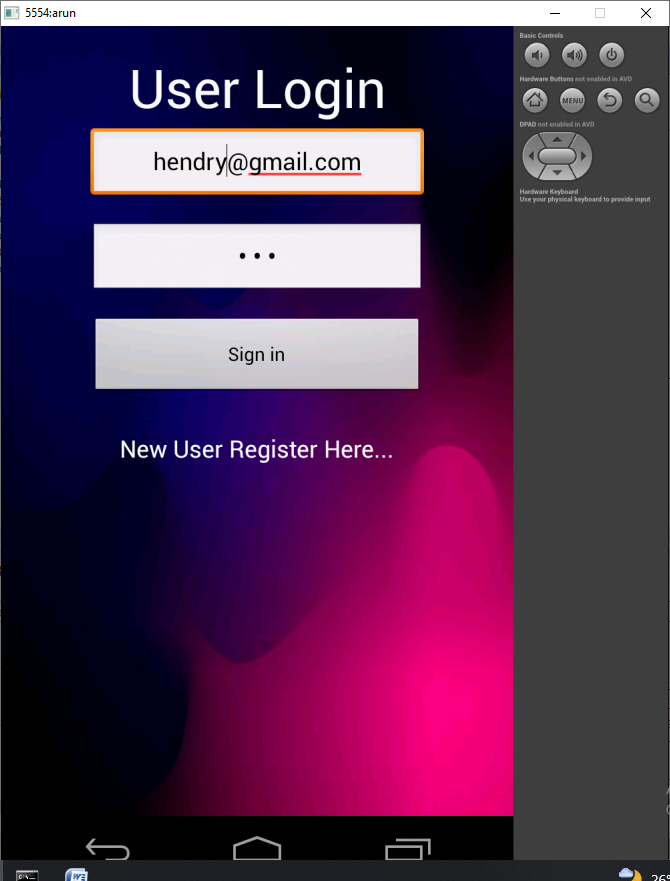 5554:arun
User Login
hendry@gmail.com
•••
Sign in
New User Register Here...
Basic Controls
Hardware Buttons not enabled in AVD
MENU
DPAD not enabled in AVD
Hardware Keyboard
Use your physical keyboard to provide input